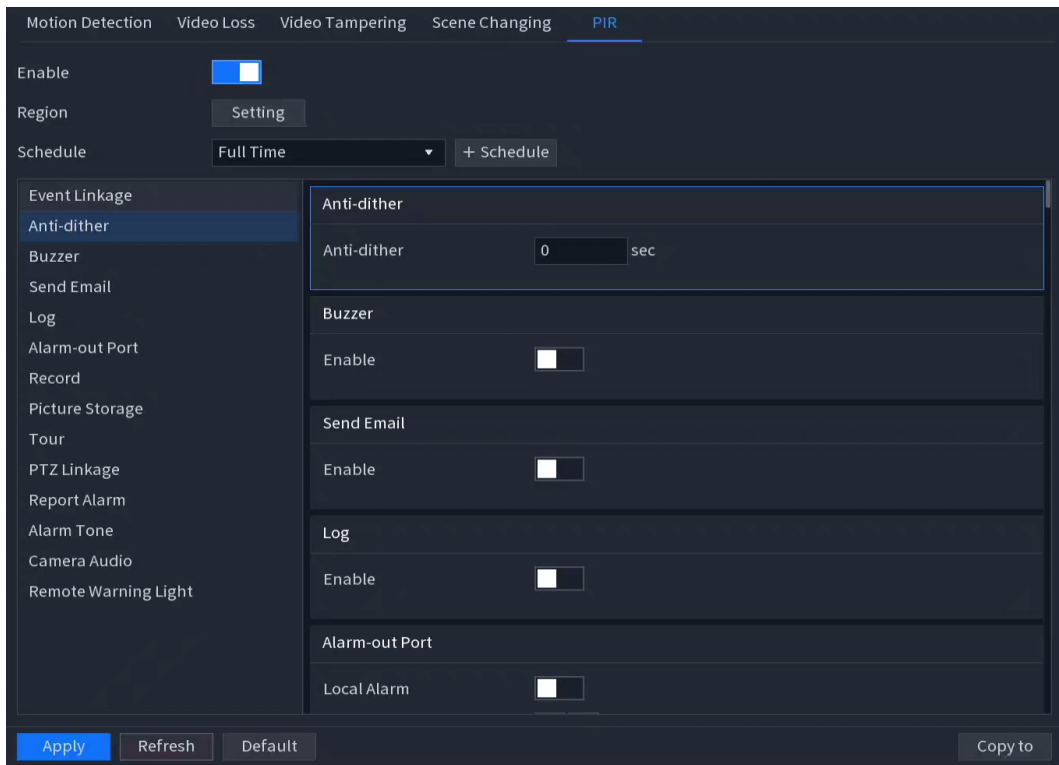 Motion Detection Video Loss Video Tampering Scene Changing PIR
Enable
Region Setting
Schedule Full Time + Schedule
Event Linkage
Anti-dither
Buzzer
Send Email
Log
Alarm-out Port
Record
Picture Storage
Tour
PTZ Linkage
Report Alarm
Alarm Tone
Camera Audio
Remote Warning Light
Anti-dither
Anti-dither 0 sec
Buzzer
Enable
Send Email
Enable
Log
Enable
Alarm-out Port
Local Alarm
Apply Refresh Default Copy to